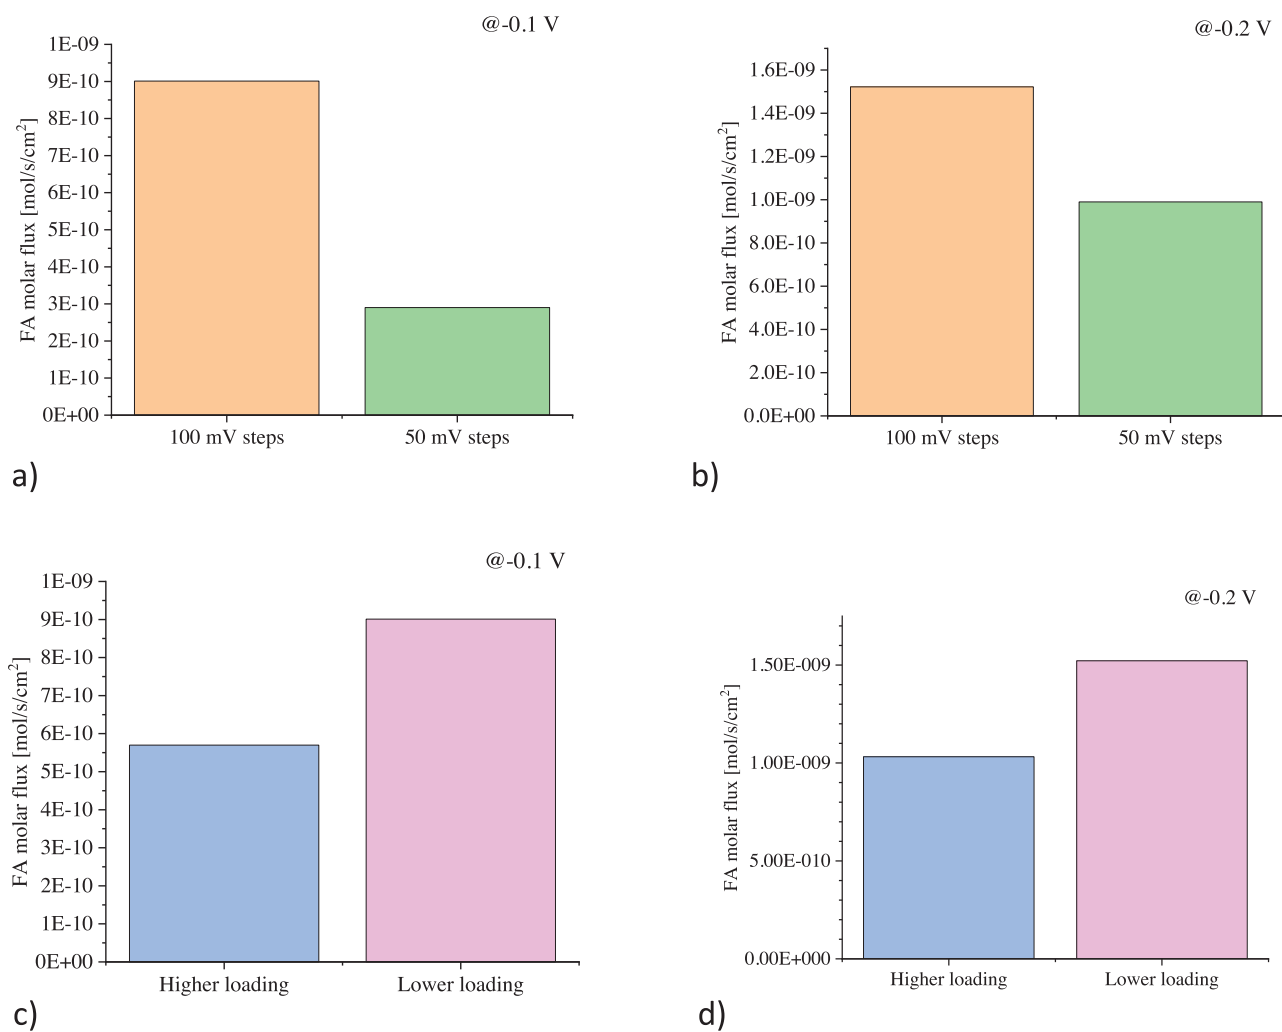 @-0.1 V
1E-09
9E-10
8E-10
7E-10
6E-10
5E-10
4E-10
3E-10
2E-10
1E-10
0E+00
FA molar flux [mol/s/cm²]
100 mV steps
50 mV steps
a)
@-0.2 V
1.6E-09
1.4E-09
1.2E-09
1.0E-09
8.0E-10
6.0E-10
4.0E-10
2.0E-10
0.0E+00
FA molar flux [mol/s/cm²]
100 mV steps
50 mV steps
b)
@-0.1 V
1E-09
9E-10
8E-10
7E-10
6E-10
5E-10
4E-10
3E-10
2E-10
1E-10
0E+00
FA molar flux [mol/s/cm²]
Higher loading
Lower loading
c)
@-0.2 V
1.50E-009
1.00E-009
5.00E-010
0.00E+000
FA molar flux [mol/s/cm²]
Higher loading
Lower loading
d)